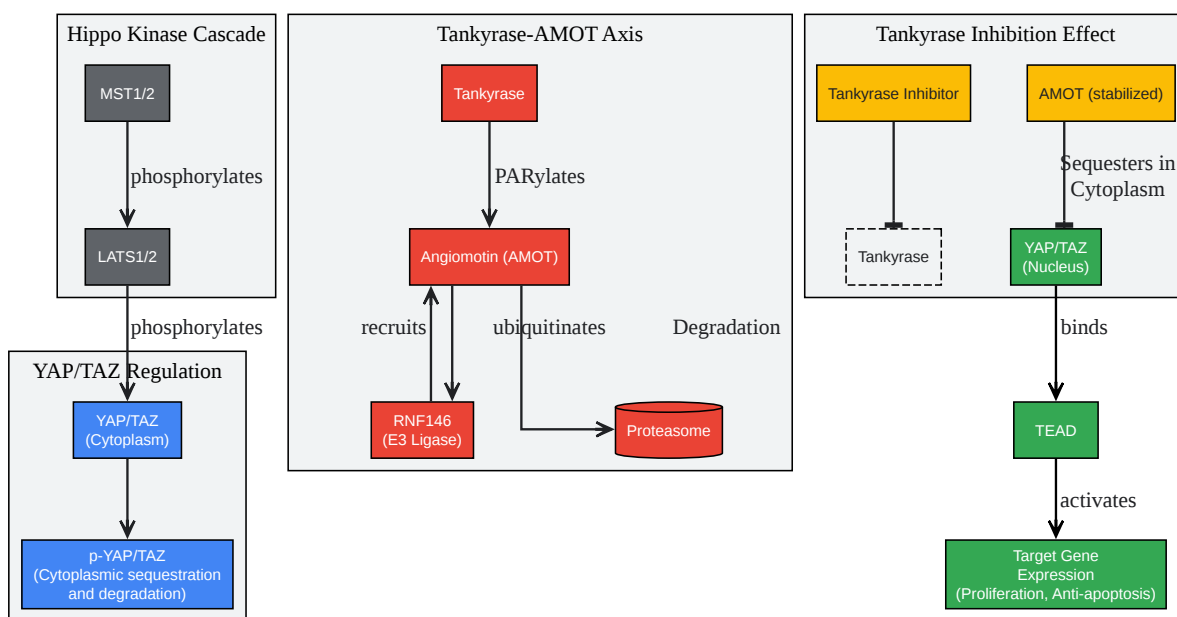 Hippo Kinase Cascade
MST1/2
phosphorylates
LATS1/2
phosphorylates
YAP/TAZ Regulation
YAP/TAZ
(Cytoplasm)
p-YAP/TAZ
(Cytoplasmic sequestration
and degradation)
Tankyrase-AMOT Axis
Tankyrase
PARylates
Angiomotin (AMOT)
recruits
ubiquitinates
Degradation
RNF146
(E3 Ligase)
Proteasome
Tankyrase Inhibition Effect
Tankyrase Inhibitor
AMOT (stabilized)
Sequesters in
Cytoplasm
Tankyrase
YAP/TAZ
(Nucleus)
binds
TEAD
activates
Target Gene
Expression
(Proliferation, Anti-apoptosis)